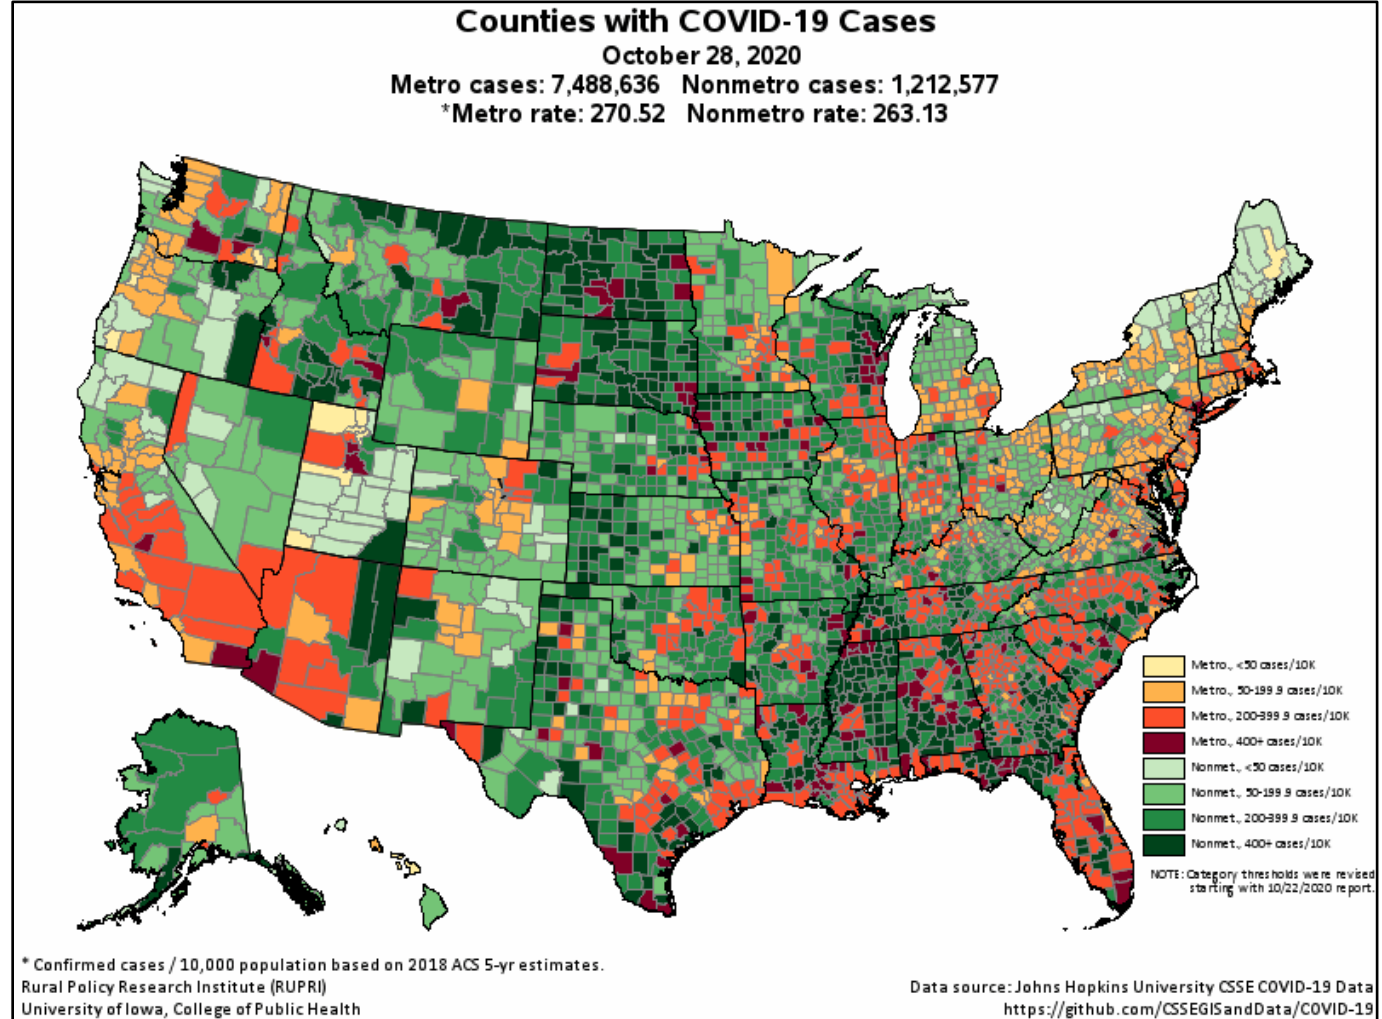 Counties with COVID-19 Cases
October 28, 2020
Metro cases: 7,488,636 Nonmetro cases: 1,212,577
*Metro rate: 270.52 Nonmetro rate: 263.13
Metro., <50 cases/10K
Metro., 50-199.9 cases/10K
Metro., 200-399.9 cases/10K
Metro., 400+ cases/10K
Nonmet., <50 cases/10K
Nonmet., 50-199.9 cases/10K
Nonmet., 200-399.9 cases/10K
Nonmet., 400+ cases/10K
NOTE: Category thresholds were revised
starting with 10/22/2020 report.
* Confirmed cases / 10,000 population based on 2018 ACS 5-yr estimates.
Rural Policy Research Institute (RUPRI)
University of Iowa, College of Public Health
Data source: Johns Hopkins University CSSE COVID-19 Data
https://github.com/CSSEGISandData/COVID-19